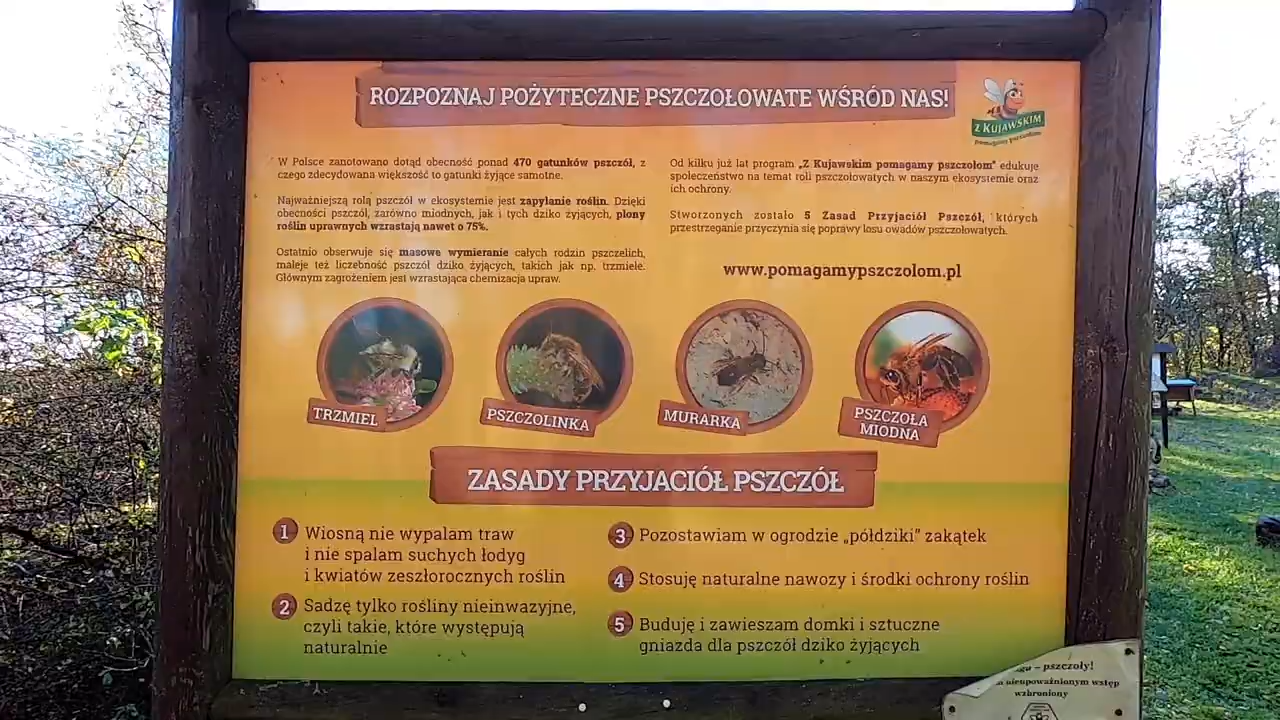 ROZPOZNAJ POŻYTECZNE PSZCZOŁOWATE WŚRÓD NAS!
Z KUJAWSKIM
pomagamy pszczołom
W Polsce zanotowano dotąd obecność ponad 470 gatunków pszczół, z
czego zdecydowana większość to gatunki żyjące samotne.
Najważniejszą rolą pszczół w ekosystemie jest zapylanie roślin. Dzięki
obecności pszczół, zarówno miodnych, jak i tych dziko żyjących, plony
roślin uprawnych wzrastają nawet o 75%.
Ostatnio obserwuje się masowe wymieranie całych rodzin pszczelich,
maleje też liczebność pszczół dziko żyjących, takich jak np. trzmiele.
Głównym zagrożeniem jest wzrastająca chemizacja upraw.
Od kilku już lat program „Z Kujawskim pomagamy pszczołom" edukuje
społeczeństwo na temat roli pszczołowatych w naszym ekosystemie oraz
ich ochrony.
Stworzonych zostało 5 Zasad Przyjaciół Pszczół, których
przestrzeganie przyczynia się poprawy losu owadów pszczołowatych.
www.pomagamypszczolom.pl
TRZMIEL
PSZCZOLINKA
MURARKA
PSZCZOŁA
MIODNA
ZASADY PRZYJACIÓŁ PSZCZÓŁ
1 Wiosną nie wypalam traw
i nie spalam suchych łodyg
i kwiatów zeszłorocznych roślin
2 Sadzę tylko rośliny nieinwazyjne,
czyli takie, które występują
naturalnie
3 Pozostawiam w ogrodzie „półdziki" zakątek
4 Stosuję naturalne nawozy i środki ochrony roślin
5 Buduję i zawieszam domki i sztuczne
gniazda dla pszczół dziko żyjących
– pszczoły!
nieupoważnionym wstęp
wzbroniony